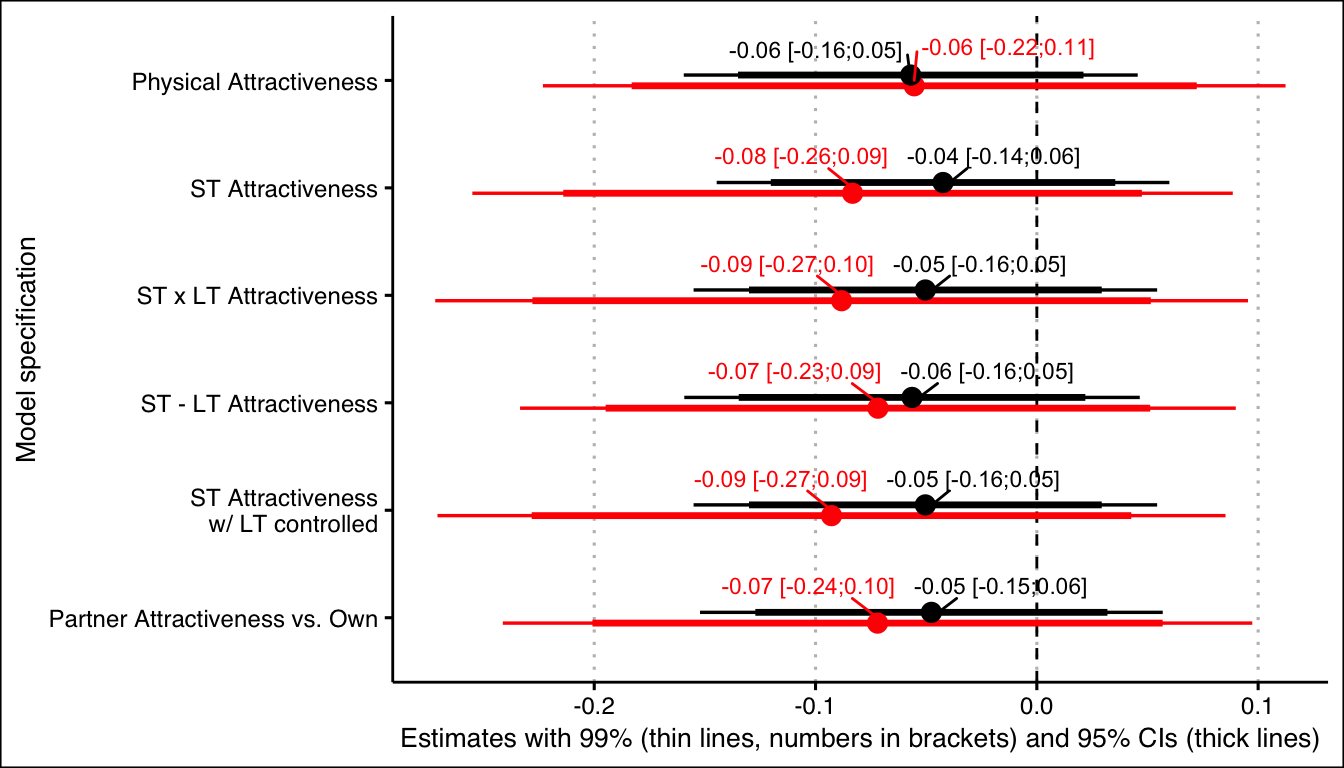 -0.06 [-0.16;0.05] -0.06 [-0.22;0.11]
Physical Attractiveness
-0.08 [-0.26;0.09] -0.04 [-0.14;0.06]
ST Attractiveness
-0.09 [-0.27;0.10] -0.05 [-0.16;0.05]
ST x LT Attractiveness
-0.07 [-0.23;0.09] -0.06 [-0.16;0.05]
ST - LT Attractiveness
-0.09 [-0.27;0.09] -0.05 [-0.16;0.05]
ST Attractiveness
w/ LT controlled
-0.07 [-0.24;0.10] -0.05 [-0.15;0.06]
Partner Attractiveness vs. Own
Model specification
-0.2 -0.1 0.0 0.1
Estimates with 99% (thin lines, numbers in brackets) and 95% CIs (thick lines)